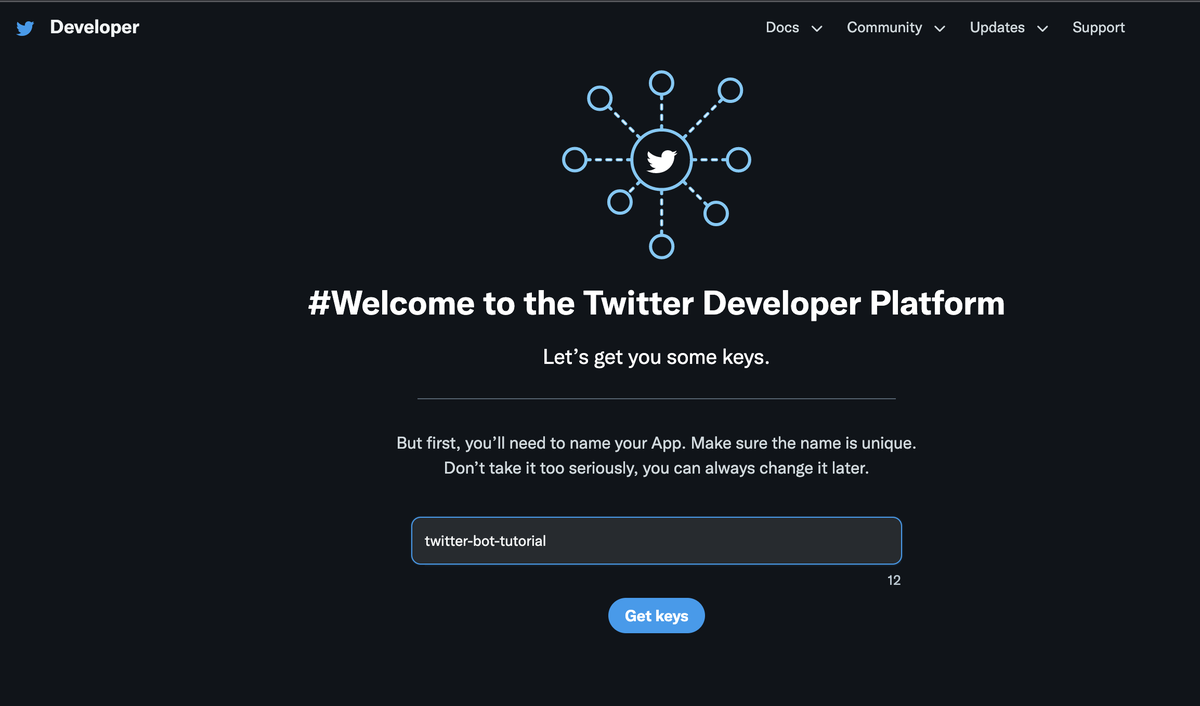 Developer
Docs Community Updates Support
#Welcome to the Twitter Developer Platform
Let’s get you some keys.
But first, you’ll need to name your App. Make sure the name is unique.
Don’t take it too seriously, you can always change it later.
twitter-bot-tutorial
12
Get keys